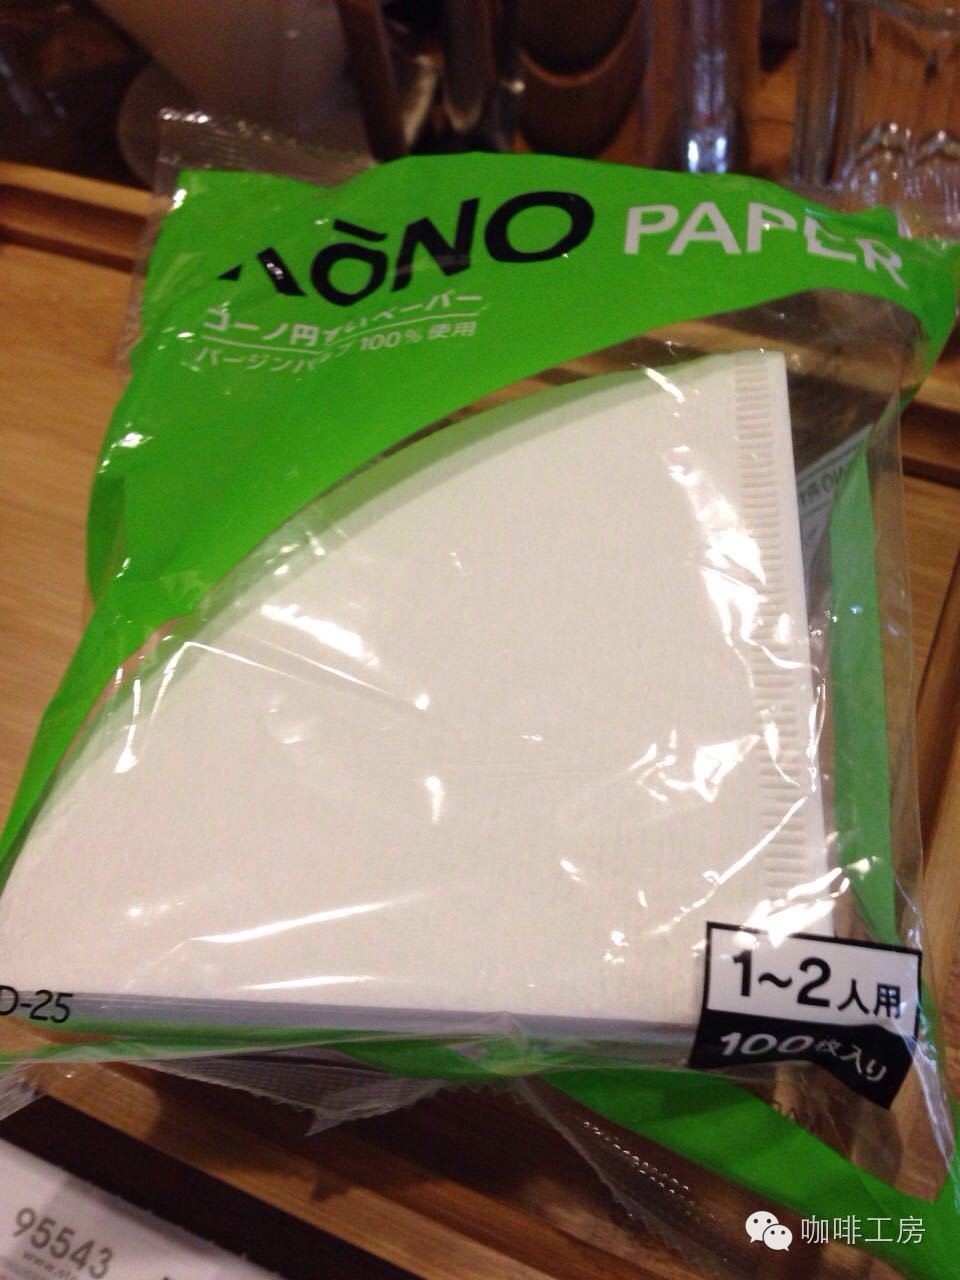 KōNO PAPER
コーノ円すいペーパー
バージンパルプ100%使用
D-25
1~2人用
100枚入り
95543
咖啡工房